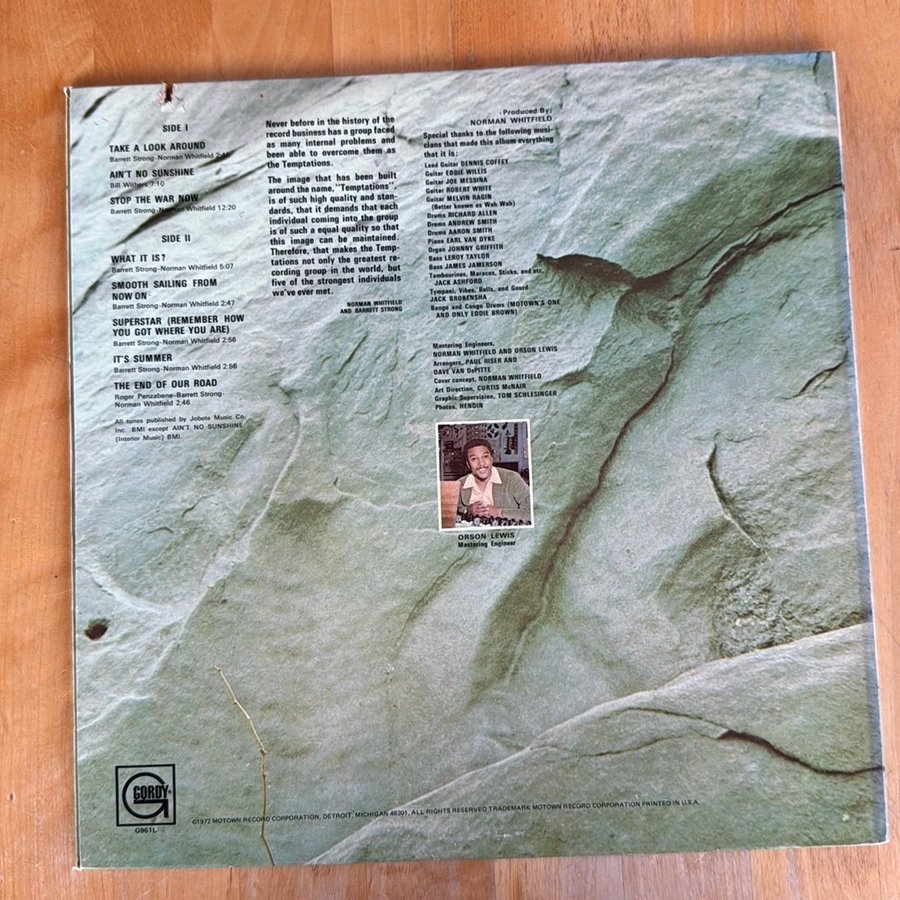 SIDE I
TAKE A LOOK AROUND
Barrett Strong-Norman Whitfield 2:46
AIN'T NO SUNSHINE
Bill Withers 7:10
STOP THE WAR NOW
Barrett Strong-Norman Whitfield 12:20
SIDE II
WHAT IT IS?
Barrett Strong-Norman Whitfield 5:07
SMOOTH SAILING FROM
NOW ON
Barrett Strong-Norman Whitfield 2:47
SUPERSTAR (REMEMBER HOW
YOU GOT WHERE YOU ARE)
Barrett Strong-Norman Whitfield 2:56
IT'S SUMMER
Barrett Strong-Norman Whitfield 2:56
THE END OF OUR ROAD
Roger Penzabene-Barrett Strong-
Norman Whitfield 2:46
All tunes published by Jobete Music Co.
Inc. BMI except AIN'T NO SUNSHINE
(Interior Music) BMI.
Never before in the history of the
record business has a group faced
as many internal problems and
been able to overcome them as
the Temptations.
The image that has been built
around the name, "Temptations",
is of such high quality and stan-
dards, that it demands that each
individual coming into the group
is of such a equal quality so that
this image can be maintained.
Therefore, that makes the Temp-
tations not only the greatest re-
cording group in the world, but
five of the strongest individuals
we've ever met.
NORMAN WHITFIELD
AND BARRETT STRONG
Produced By:
NORMAN WHITFIELD
Special thanks to the following musi-
cians that made this album everything
that it is:
Lead Guitar DENNIS COFFEY
Guitar EDDIE WILLIS
Guitar JOE MESSINA
Guitar ROBERT WHITE
Guitar MELVIN RAGIN
(Better known as Wah Wah)
Drums RICHARD ALLEN
Drums ANDREW SMITH
Drums AARON SMITH
Piano EARL VAN DYKE
Organ JOHNNY GRIFFITH
Bass LEROY TAYLOR
Bass JAMES JAMERSON
Tambourines, Maracas, Sticks, and etc.
JACK ASHFORD
Tympani, Vibes, Bells, and Gourd
JACK BROKENSHA
Bongo and Congo Drums (MOTOWN'S ONE
AND ONLY EDDIE BROWN)
Mastering Engineers,
NORMAN WHITFIELD AND ORSON LEWIS
Arrangers, PAUL RISER AND
DAVE VAN DePITTE
Cover concept, NORMAN WHITFIELD
Art Direction, CURTIS McNAIR
Graphic Supervision, TOM SCHLESINGER
Photos, HENDIN
ORSON LEWIS
Mastering Engineer
GORDY®
G961L
©1972 MOTOWN RECORD CORPORATION, DETROIT, MICHIGAN 48201. ALL RIGHTS RESERVED TRADEMARK MOTOWN RECORD CORPORATION PRINTED IN U.S.A.